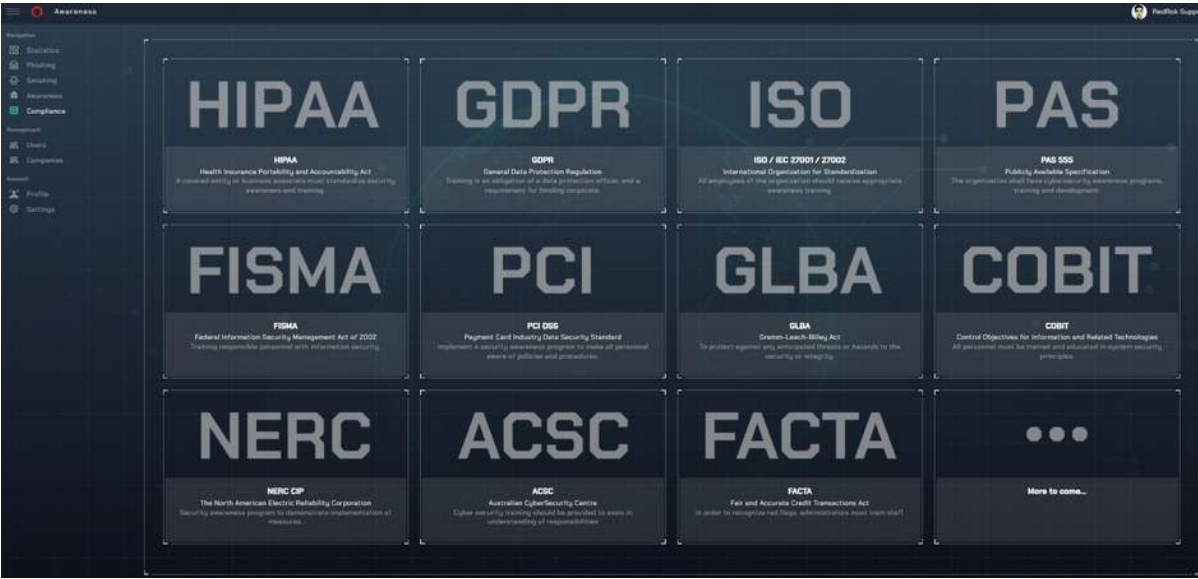 Awareness
RedRok Supp
Navigation
Statistics
Phishing
Smishing
Awareness
Compliance
Management
Users
Companies
Account
Profile
Settings
HIPAA
HIPAA
Health Insurance Portability and Accountability Act
A covered entity or business associate must standardize security
awareness and training.
GDPR
GDPR
General Data Protection Regulation
Training is an obligation of a data protection officer, and a
requirement for binding corporate.
ISO
ISO / IEC 27001 / 27002
International Organization for Standardization
All employees of the organization should receive appropriate
awareness training.
PAS
PAS 555
Publicly Available Specification
The organization shall have cybersecurity awareness programs,
training and development.
FISMA
FISMA
Federal Information Security Management Act of 2002
Training responsible personnel with information security.
PCI
PCI DSS
Payment Card Industry Data Security Standard
Implement a security awareness program to make all personnel
aware of policies and procedures.
GLBA
GLBA
Gramm-Leach-Bliley Act
To protect against any anticipated threats or hazards to the
security or integrity.
COBIT
COBIT
Control Objectives for Information and Related Technologies
All personnel must be trained and educated in system security
principles.
NERC
NERC CIP
The North American Electric Reliability Corporation
Security awareness program to demonstrate implementation of
measures.
ACSC
ACSC
Australian CyberSecurity Centre
Cyber security training should be provided to assis in
understanding of responsibilities
FACTA
FACTA
Fair and Accurate Credit Transactions Act
In order to recognize red flags, administrators must train staff.
More to come...